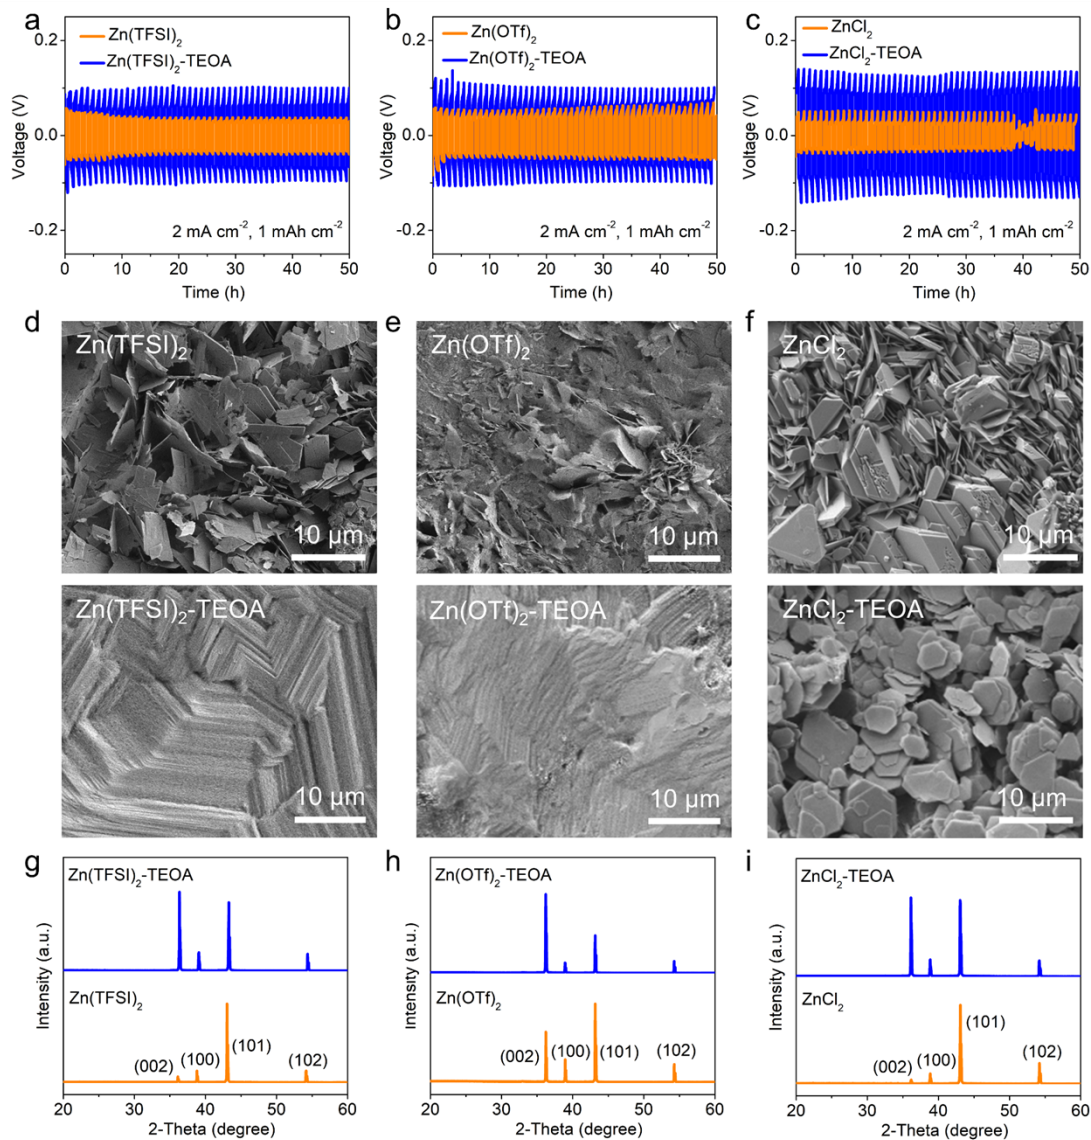 a
Zn(TFSI)₂
Zn(TFSI)₂-TEOA
0.2
0.0
-0.2
Voltage (V)
2 mA cm⁻², 1 mAh cm⁻²
0 10 20 30 40 50
Time (h)
b
Zn(OTf)₂
Zn(OTf)₂-TEOA
0.2
0.0
-0.2
Voltage (V)
2 mA cm⁻², 1 mAh cm⁻²
0 10 20 30 40 50
Time (h)
c
ZnCl₂
ZnCl₂-TEOA
0.2
0.0
-0.2
Voltage (V)
2 mA cm⁻², 1 mAh cm⁻²
0 10 20 30 40 50
Time (h)
d
Zn(TFSI)₂
10 μm
e
Zn(OTf)₂
10 μm
f
ZnCl₂
10 μm
Zn(TFSI)₂-TEOA
10 μm
Zn(OTf)₂-TEOA
10 μm
ZnCl₂-TEOA
10 μm
g
Zn(TFSI)₂-TEOA
Intensity (a.u.)
Zn(TFSI)₂
(002)
(100)
(101)
(102)
20 30 40 50 60
2-Theta (degree)
h
Zn(OTf)₂-TEOA
Intensity (a.u.)
Zn(OTf)₂
(002)
(100)
(101)
(102)
20 30 40 50 60
2-Theta (degree)
i
ZnCl₂-TEOA
Intensity (a.u.)
ZnCl₂
(002)
(100)
(101)
(102)
20 30 40 50 60
2-Theta (degree)